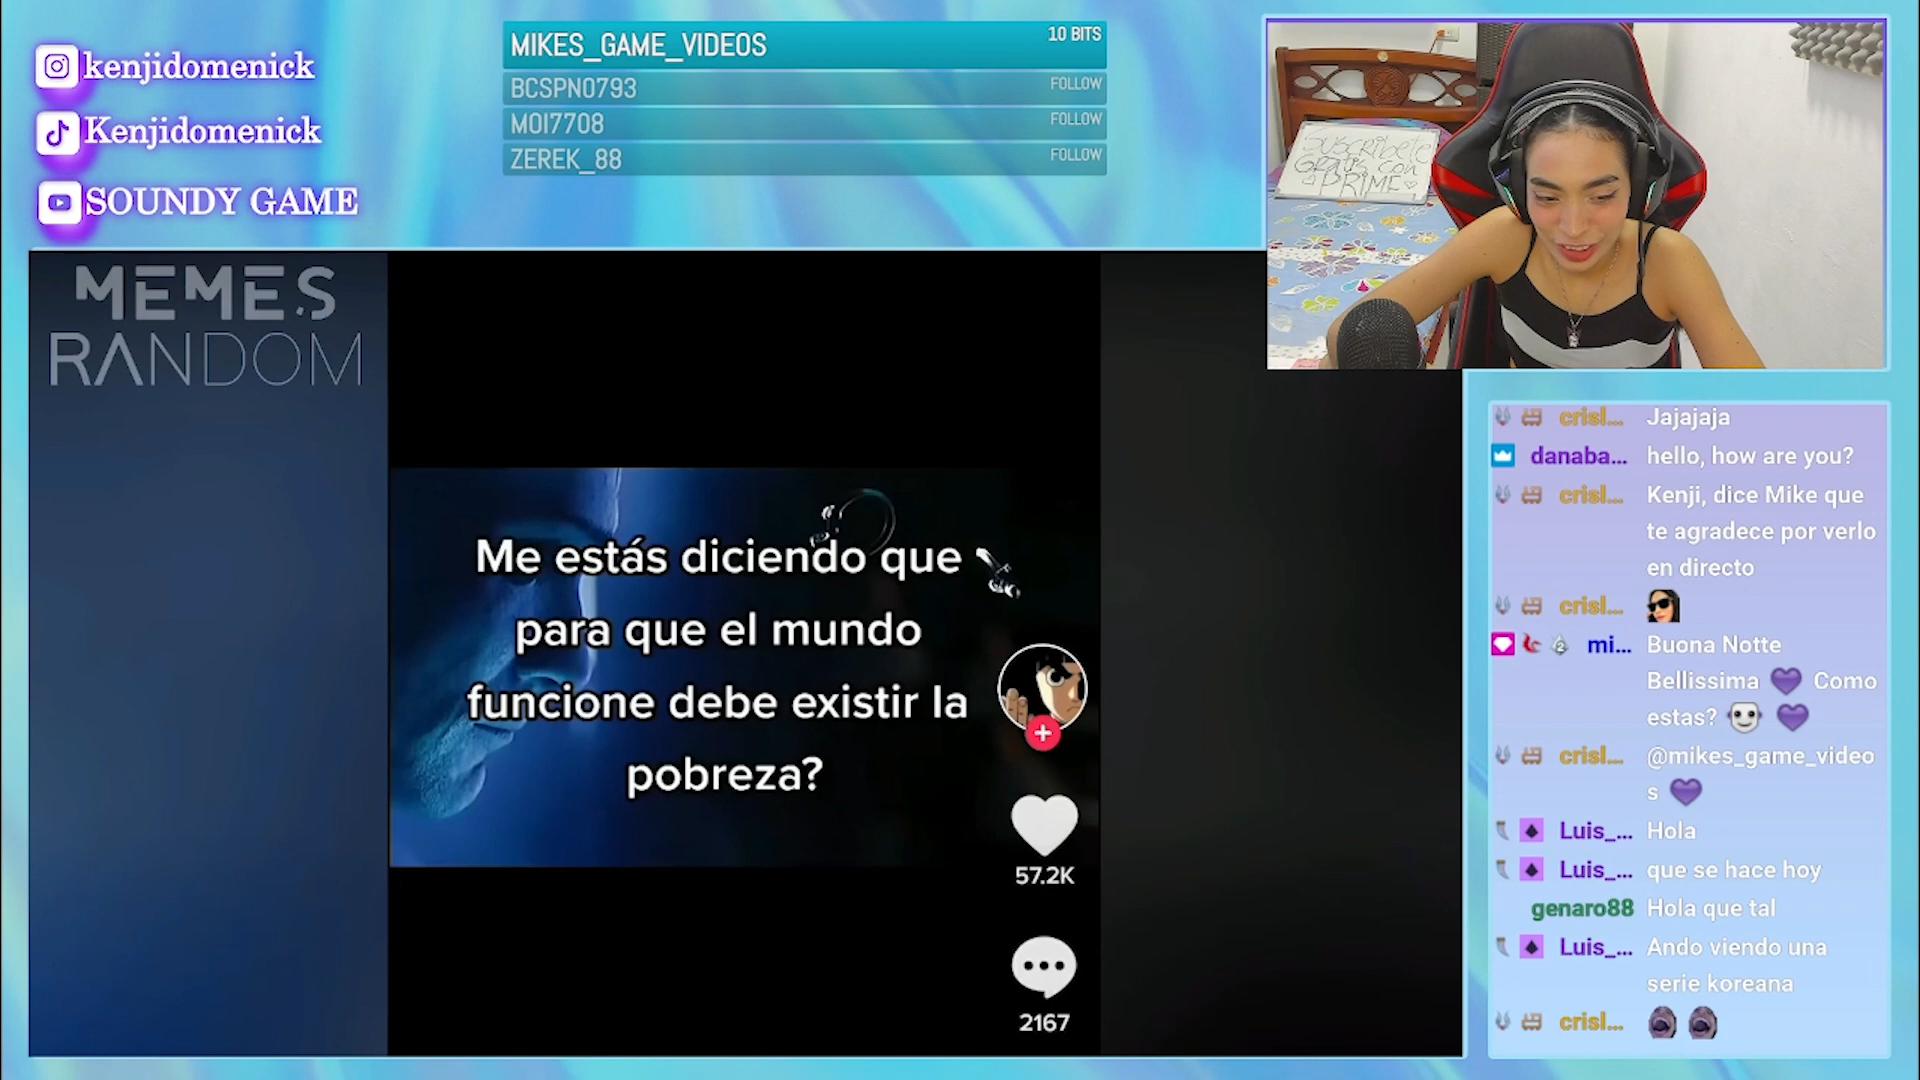 kenjidomenick
Kenjidomenick
SOUNDY GAME
MIKES_GAME_VIDEOS 10 BITS
BCSPN0793 FOLLOW
MOI7708 FOLLOW
ZEREK_88 FOLLOW
SUSCRIBETE
GRATIS con
PRIME
MEMES
RANDOM
Me estás diciendo que
para que el mundo
funcione debe existir la
pobreza?
57.2K
2167
crisl... Jajajaja
danaba... hello, how are you?
crisl... Kenji, dice Mike que
te agradece por verlo
en directo
crisl...
mi... Buona Notte
Bellissima 💜 Como
estas? 💜
crisl... @mikes_game_video
s 💜
Luis_... Hola
Luis_... que se hace hoy
genaro88 Hola que tal
Luis_... Ando viendo una
serie koreana
crisl...